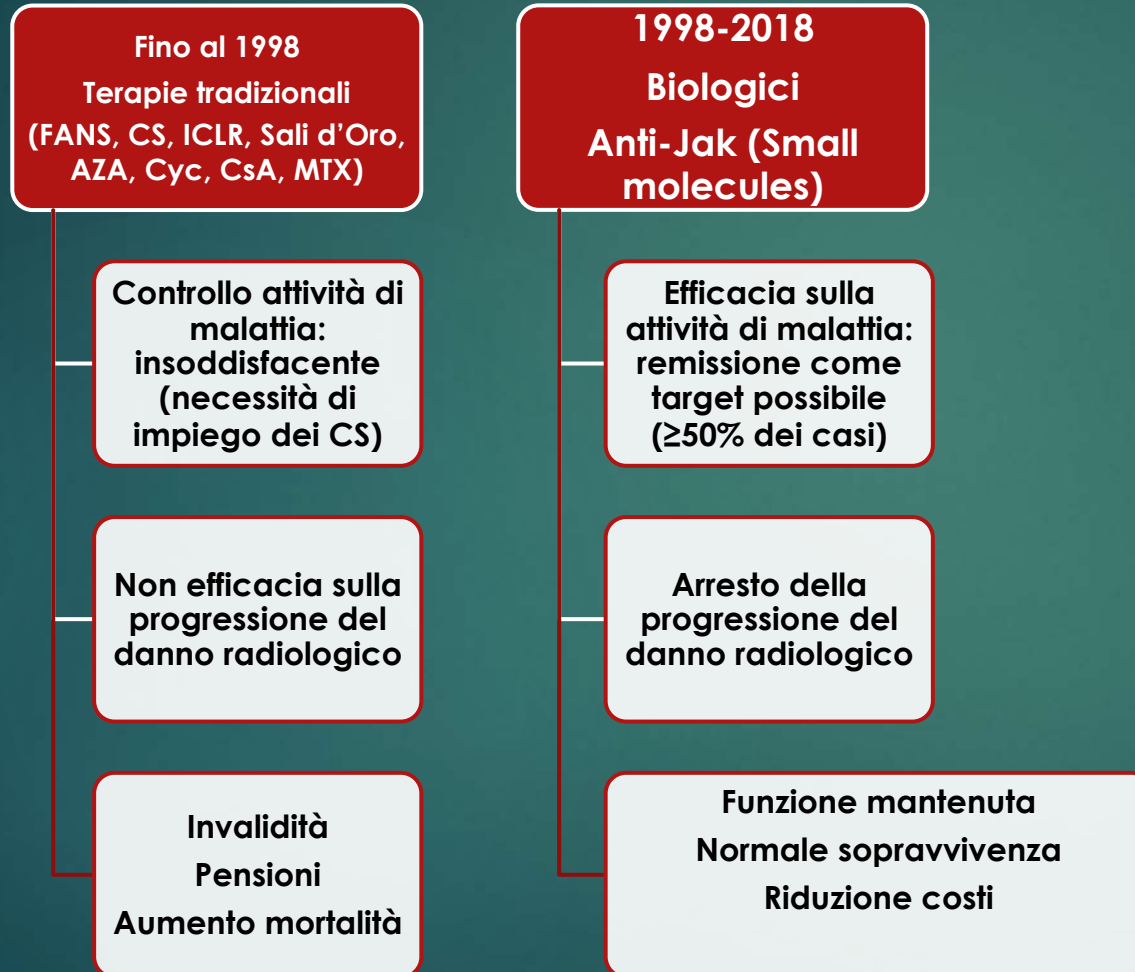 Fino al 1998
Terapie tradizionali
(FANS, CS, ICLR, Sali d'Oro,
AZA, Cyc, CsA, MTX)
Controllo attività di
malattia:
insoddisfacente
(necessità di
impiego dei CS)
Non efficacia sulla
progressione del
danno radiologico
Invalidità
Pensioni
Aumento mortalità
1998-2018
Biologici
Anti-Jak (Small
molecules)
Efficacia sulla
attività di malattia:
remissione come
target possibile
(≥50% dei casi)
Arresto della
progressione del
danno radiologico
Funzione mantenuta
Normale sopravvivenza
Riduzione costi